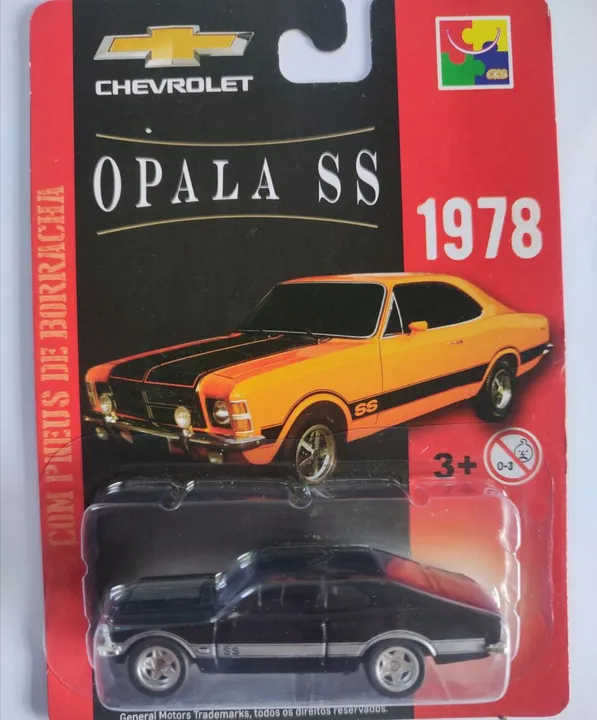 CHEVROLET
CKS
OPALA SS
1978
COM PNEUS DE BORRACHA
SS
3+
0-3
SS
General Motors Trademarks, todos os direitos reservados.